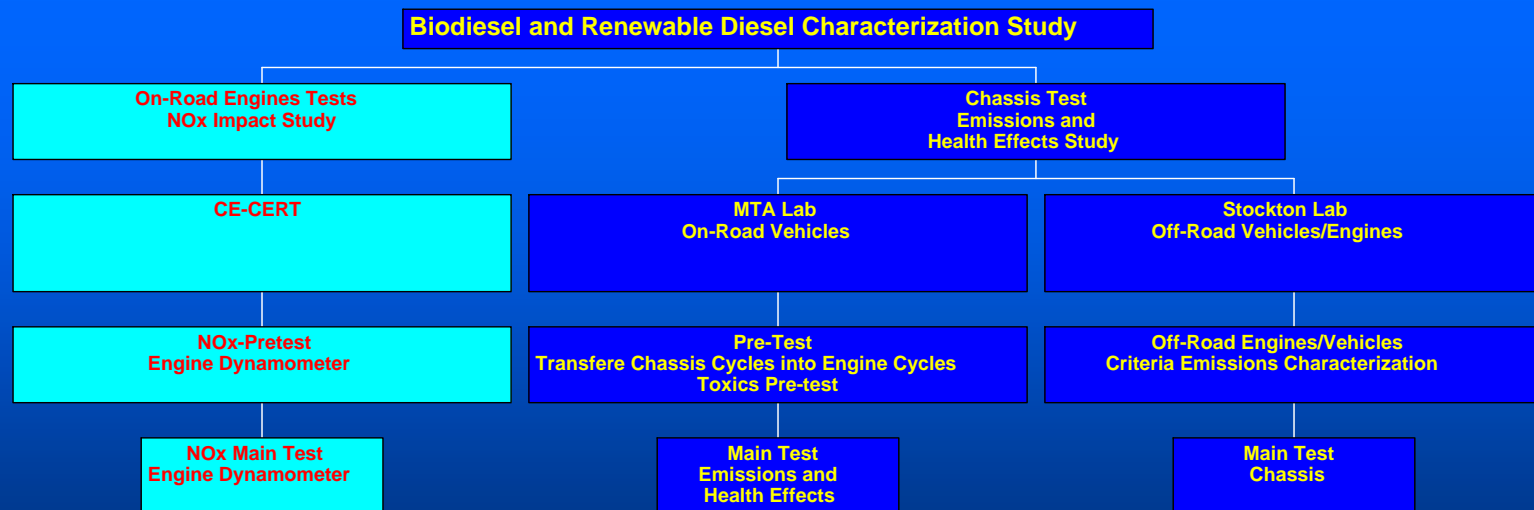 Biodiesel and Renewable Diesel Characterization Study
On-Road Engines Tests
NOx Impact Study
Chassis Test
Emissions and
Health Effects Study
CE-CERT
MTA Lab
On-Road Vehicles
Stockton Lab
Off-Road Vehicles/Engines
NOx-Pretest
Engine Dynamometer
Pre-Test
Transfere Chassis Cycles into Engine Cycles
Toxics Pre-test
Off-Road Engines/Vehicles
Criteria Emissions Characterization
NOx Main Test
Engine Dynamometer
Main Test
Emissions and
Health Effects
Main Test
Chassis